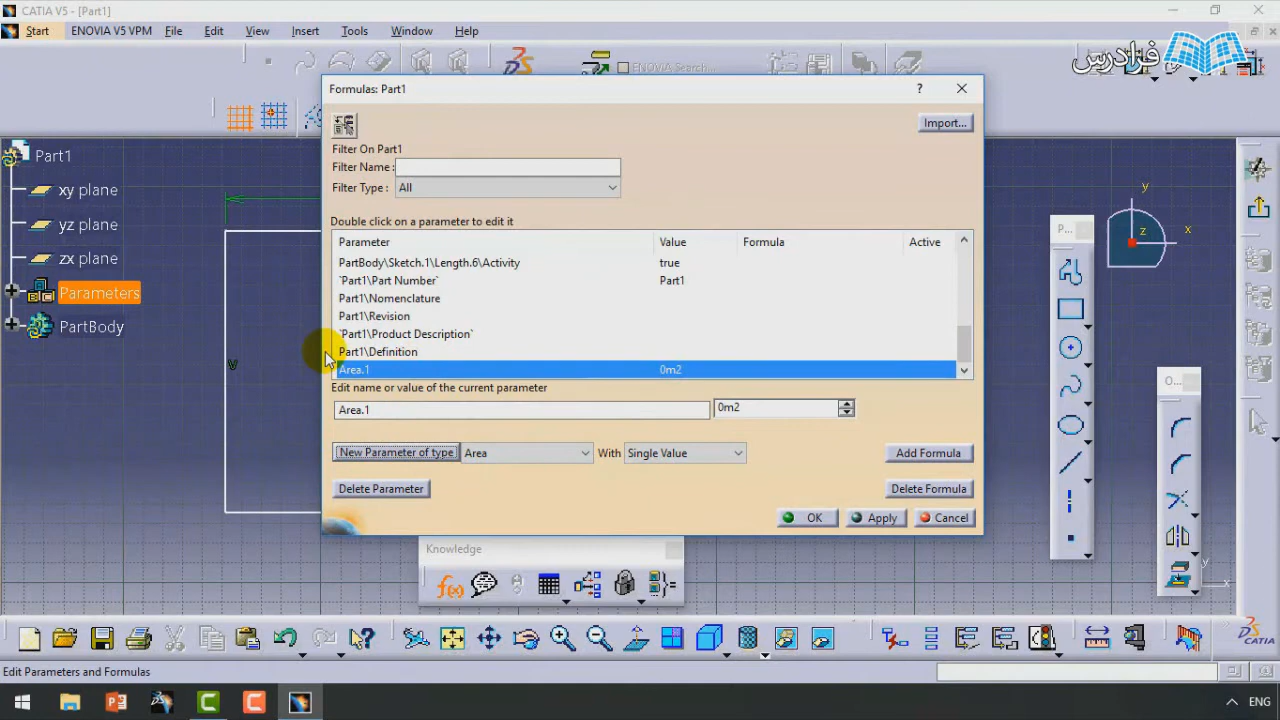 CATIA V5 - [Part1]
Start ENOVIA V5 VPM File Edit View Insert Tools Window Help
ENOVIA Search...
فرادرس
Formulas: Part1
Import...
Filter On Part1
Filter Name :
Filter Type : All
Double click on a parameter to edit it
Parameter Value Formula Active
PartBody\Sketch.1\Length.6\Activity true
`Part1\Part Number` Part1
Part1\Nomenclature
Part1\Revision
`Part1\Product Description`
Part1\Definition
Area.1 0m2
Edit name or value of the current parameter
Area.1 0m2
New Parameter of type Area With Single Value Add Formula
Delete Parameter Delete Formula
OK Apply Cancel
Part1
xy plane
yz plane
zx plane
Parameters
PartBody
V
y
z x
P...
O...
Knowledge
f(x)
y
x
CATIA
Edit Parameters and Formulas
ENG